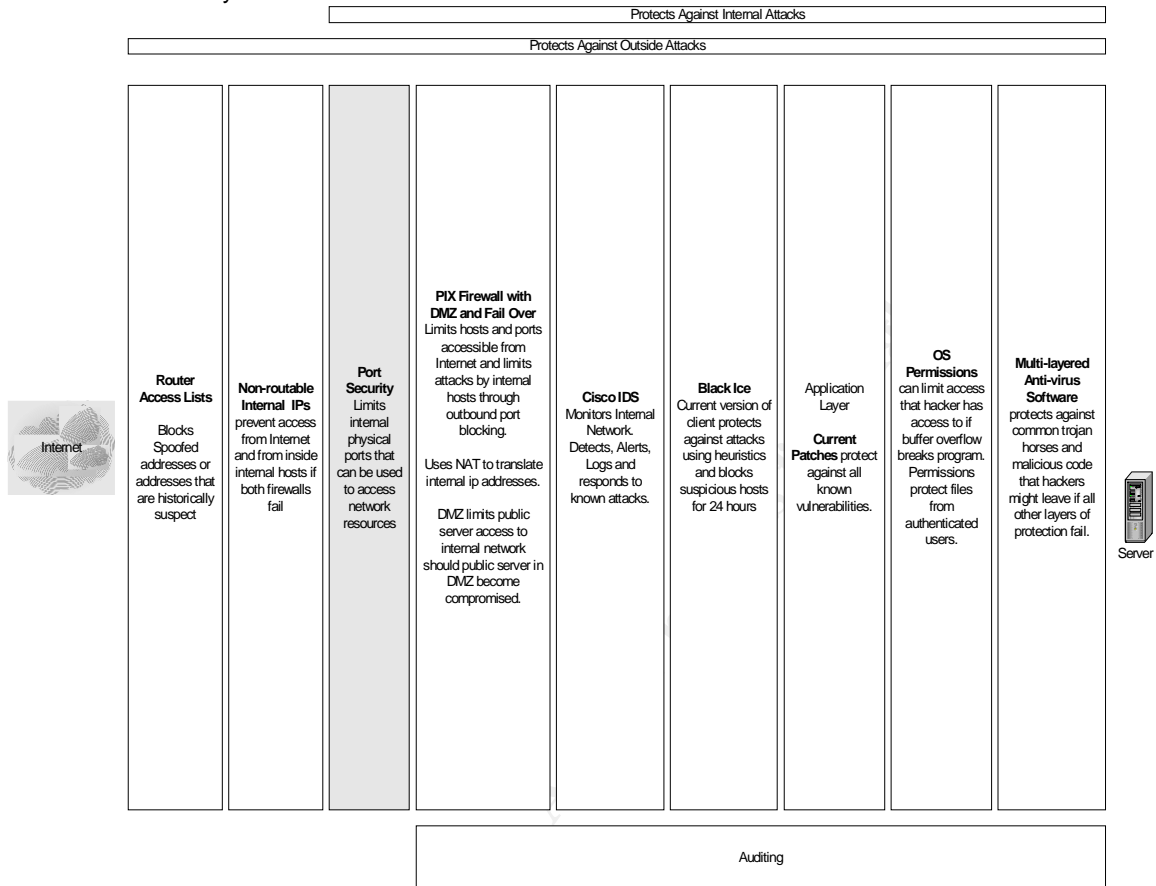 Protects Against Internal Attacks
Protects Against Outside Attacks
Internet
Router
Access Lists
Blocks
Spoofed
addresses or
addresses that
are historically
suspect
Non-routable
Internal IPs
prevent access
from Internet
and from inside
internal hosts if
both firewalls
fail
Port
Security
Limits
internal
physical
ports that
can be used
to access
network
resources
PIX Firewall with
DMZ and Fail Over
Limits hosts and ports
accessible from
Internet and limits
attacks by internal
hosts through
outbound port
blocking.
Uses NAT to translate
internal ip addresses.
DMZ limits public
server access to
internal network
should public server in
DMZ become
compromised.
Cisco IDS
Monitors Internal
Network.
Detects, Alerts,
Logs and
responds to
known attacks.
Black Ice
Current version of
client protects
against attacks
using heuristics
and blocks
suspicious hosts
for 24 hours
Application
Layer
Current
Patches protect
against all
known
vulnerabilities.
OS
Permissions
can limit access
that hacker has
access to if
buffer overflow
breaks program.
Permissions
protect files
from
authenticated
users.
Multi-layered
Anti-virus
Software
protects against
common trojan
horses and
malicious code
that hackers
might leave if all
other layers of
protection fail.
Server
Auditing